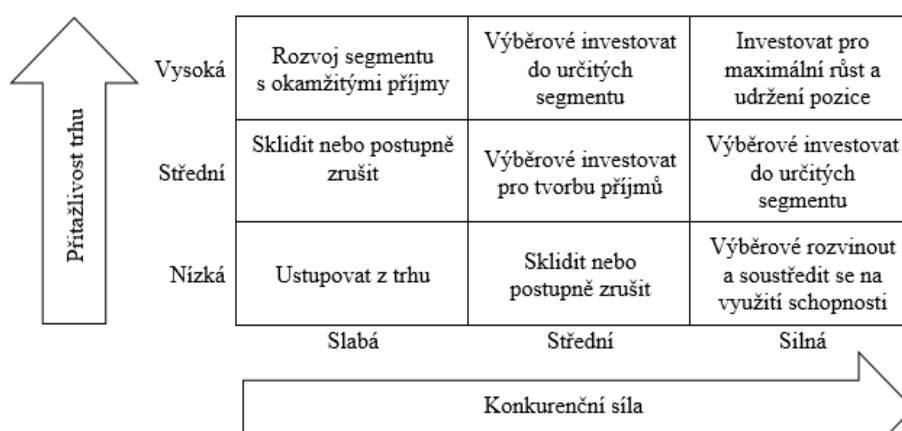 Přitažlivost trhu
Vysoká
Rozvoj segmentu
s okamžitými příjmy
Výběrové investovat
do určitých
segmentu
Investovat pro
maximální růst a
udržení pozice
Střední
Sklidit nebo postupně
zrušit
Výběrové investovat
pro tvorbu příjmů
Výběrové investovat
do určitých
segmentu
Nízká
Ustupovat z trhu
Sklidit nebo
postupně zrušit
Výběrové rozvinout
a soustředit se na
využití schopnosti
Slabá
Střední
Silná
Konkurenční síla